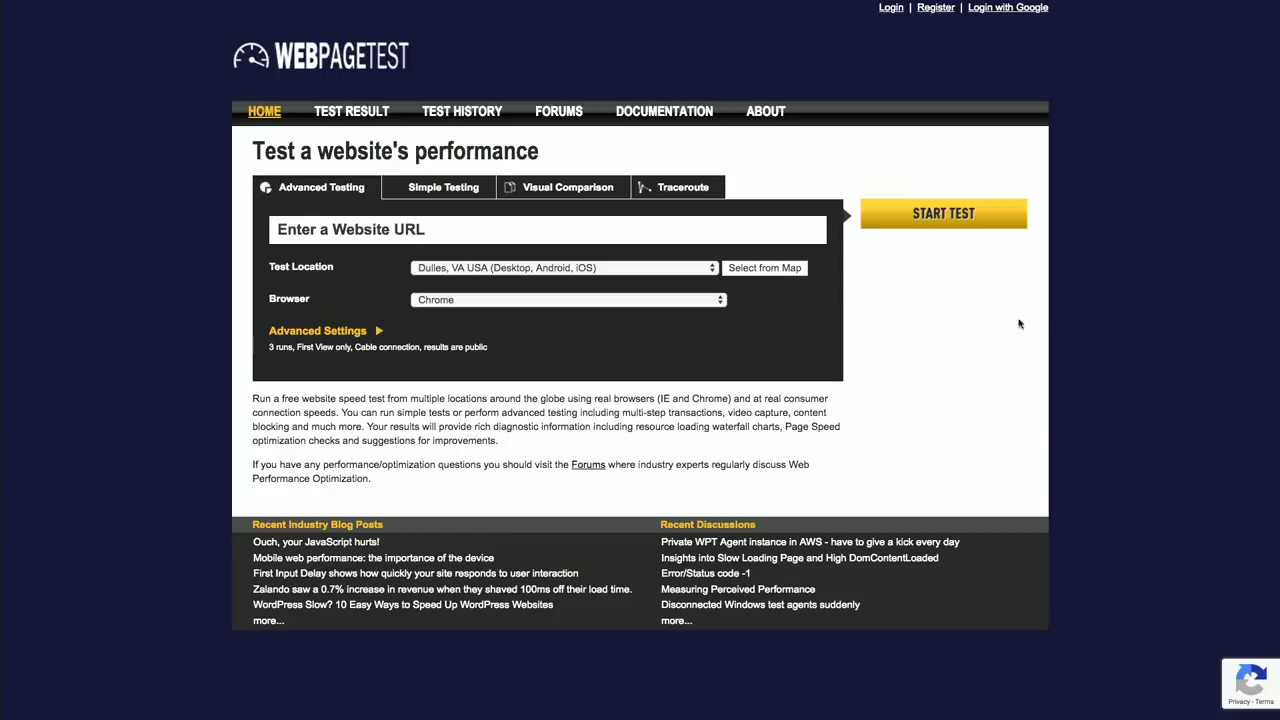 Login | Register | Login with Google
WEBPAGETEST
HOME TEST RESULT TEST HISTORY FORUMS DOCUMENTATION ABOUT
Test a website's performance
Advanced Testing Simple Testing Visual Comparison Traceroute
START TEST
Enter a Website URL
Test Location Dulles, VA USA (Desktop, Android, iOS) Select from Map
Browser Chrome
Advanced Settings
3 runs, First View only, Cable connection, results are public
Run a free website speed test from multiple locations around the globe using real browsers (IE and Chrome) and at real consumer
connection speeds. You can run simple tests or perform advanced testing including multi-step transactions, video capture, content
blocking and much more. Your results will provide rich diagnostic information including resource loading waterfall charts, Page Speed
optimization checks and suggestions for improvements.
If you have any performance/optimization questions you should visit the Forums where industry experts regularly discuss Web
Performance Optimization.
Recent Industry Blog Posts
Ouch, your JavaScript hurts!
Mobile web performance: the importance of the device
First Input Delay shows how quickly your site responds to user interaction
Zalando saw a 0.7% increase in revenue when they shaved 100ms off their load time.
WordPress Slow? 10 Easy Ways to Speed Up WordPress Websites
more...
Recent Discussions
Private WPT Agent instance in AWS - have to give a kick every day
Insights into Slow Loading Page and High DomContentLoaded
Error/Status code -1
Measuring Perceived Performance
Disconnected Windows test agents suddenly
more...
Privacy - Terms